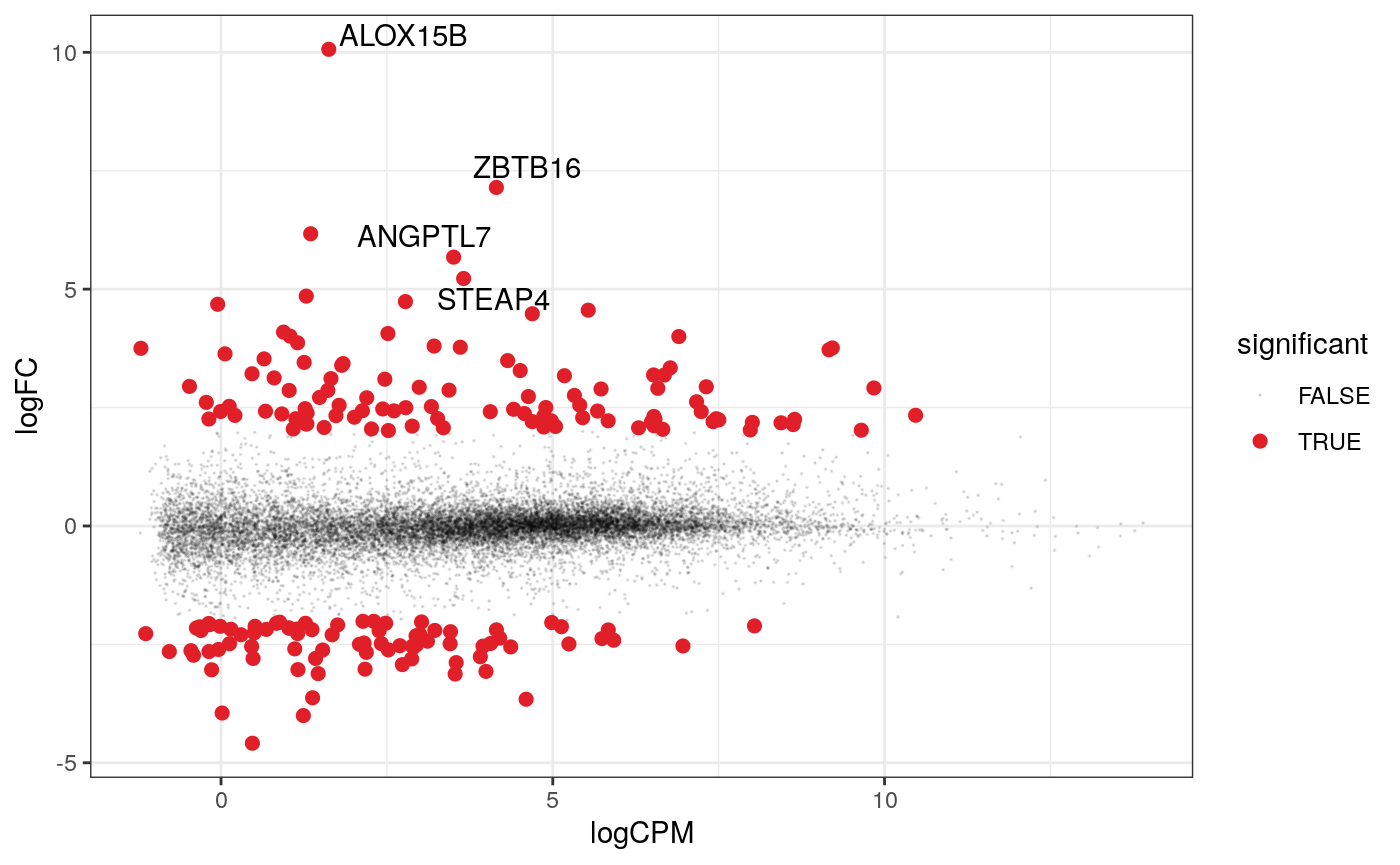 ALOX15B
ZBTB16
ANGPTL7
STEAP4
10
5
0
-5
logFC
0
5
10
logCPM
significant
FALSE
TRUE